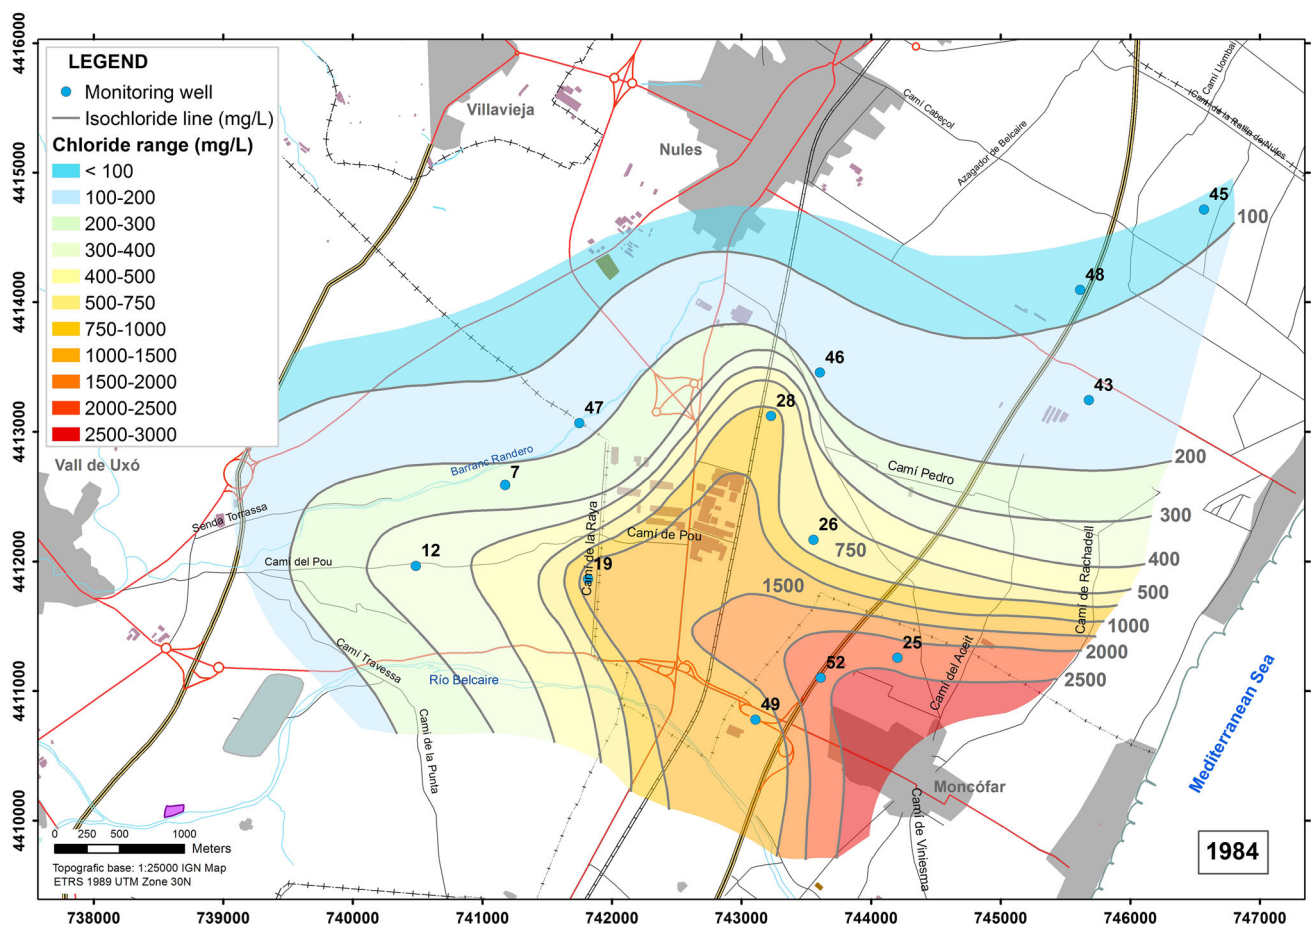 LEGEND
Monitoring well
Isochloride line (mg/L)
Chloride range (mg/L)
< 100
100-200
200-300
300-400
400-500
500-750
750-1000
1000-1500
1500-2000
2000-2500
2500-3000
4416000
4415000
4414000
4413000
4412000
4411000
4410000
Villavieja
Nules
Camí Cabeçol
Azagador de Belcaire
Camí Llombai
Camí de la Ratlla de Nules
45
100
48
46
43
47
28
Vall de Uxó
Barranc Randero
7
Camí Pedro
200
Senda Torrassa
300
26
750
Camí de la Raya
Camí de Pou
12
Camí del Pou
19
400
500
1500
Camí de Rachadell
1000
2000
25
52
2500
Camí Travessa
Río Belcaire
Camí del Aceit
49
Camí de la Punta
Moncófar
Camí de Viniesma
Mediterranean Sea
0 250 500 1000
Meters
Topografic base: 1:25000 IGN Map
ETRS 1989 UTM Zone 30N
1984
738000 739000 740000 741000 742000 743000 744000 745000 746000 747000